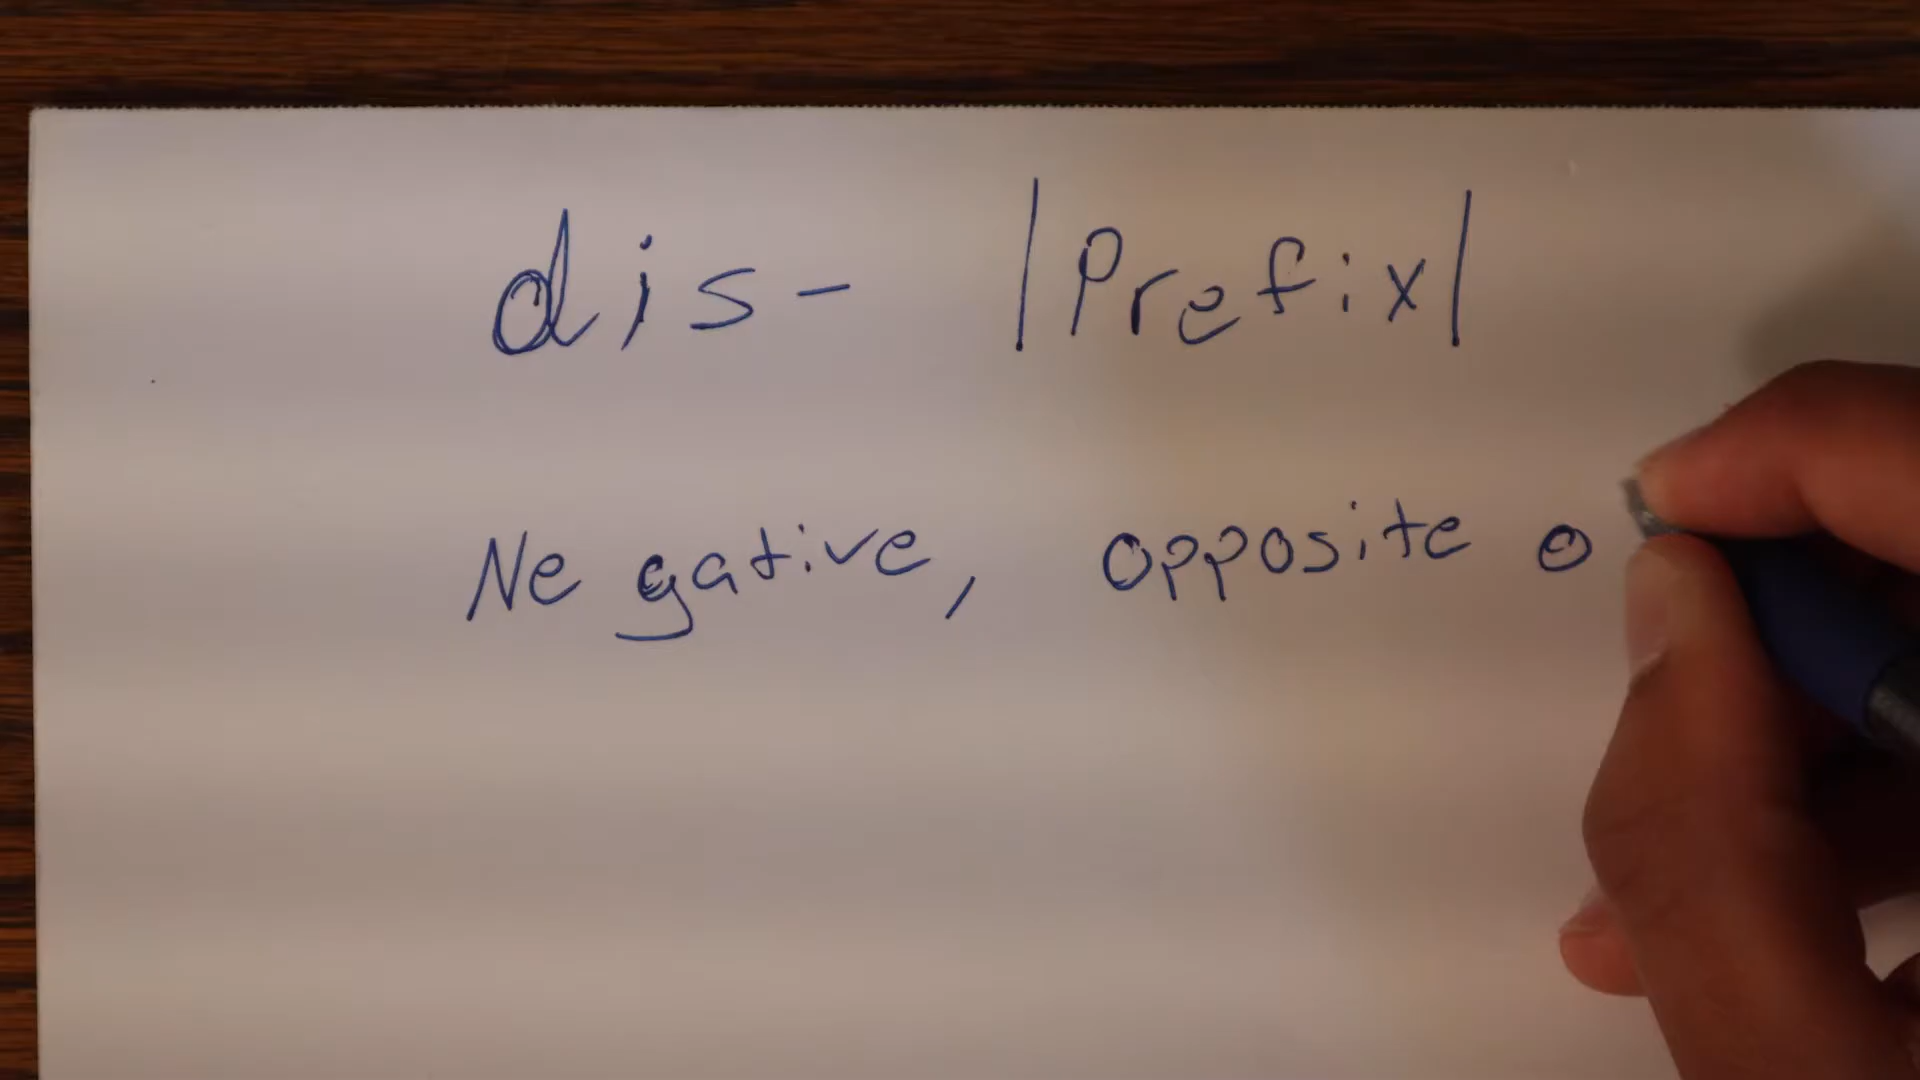 dis- |Prefix|
Negative, opposite o